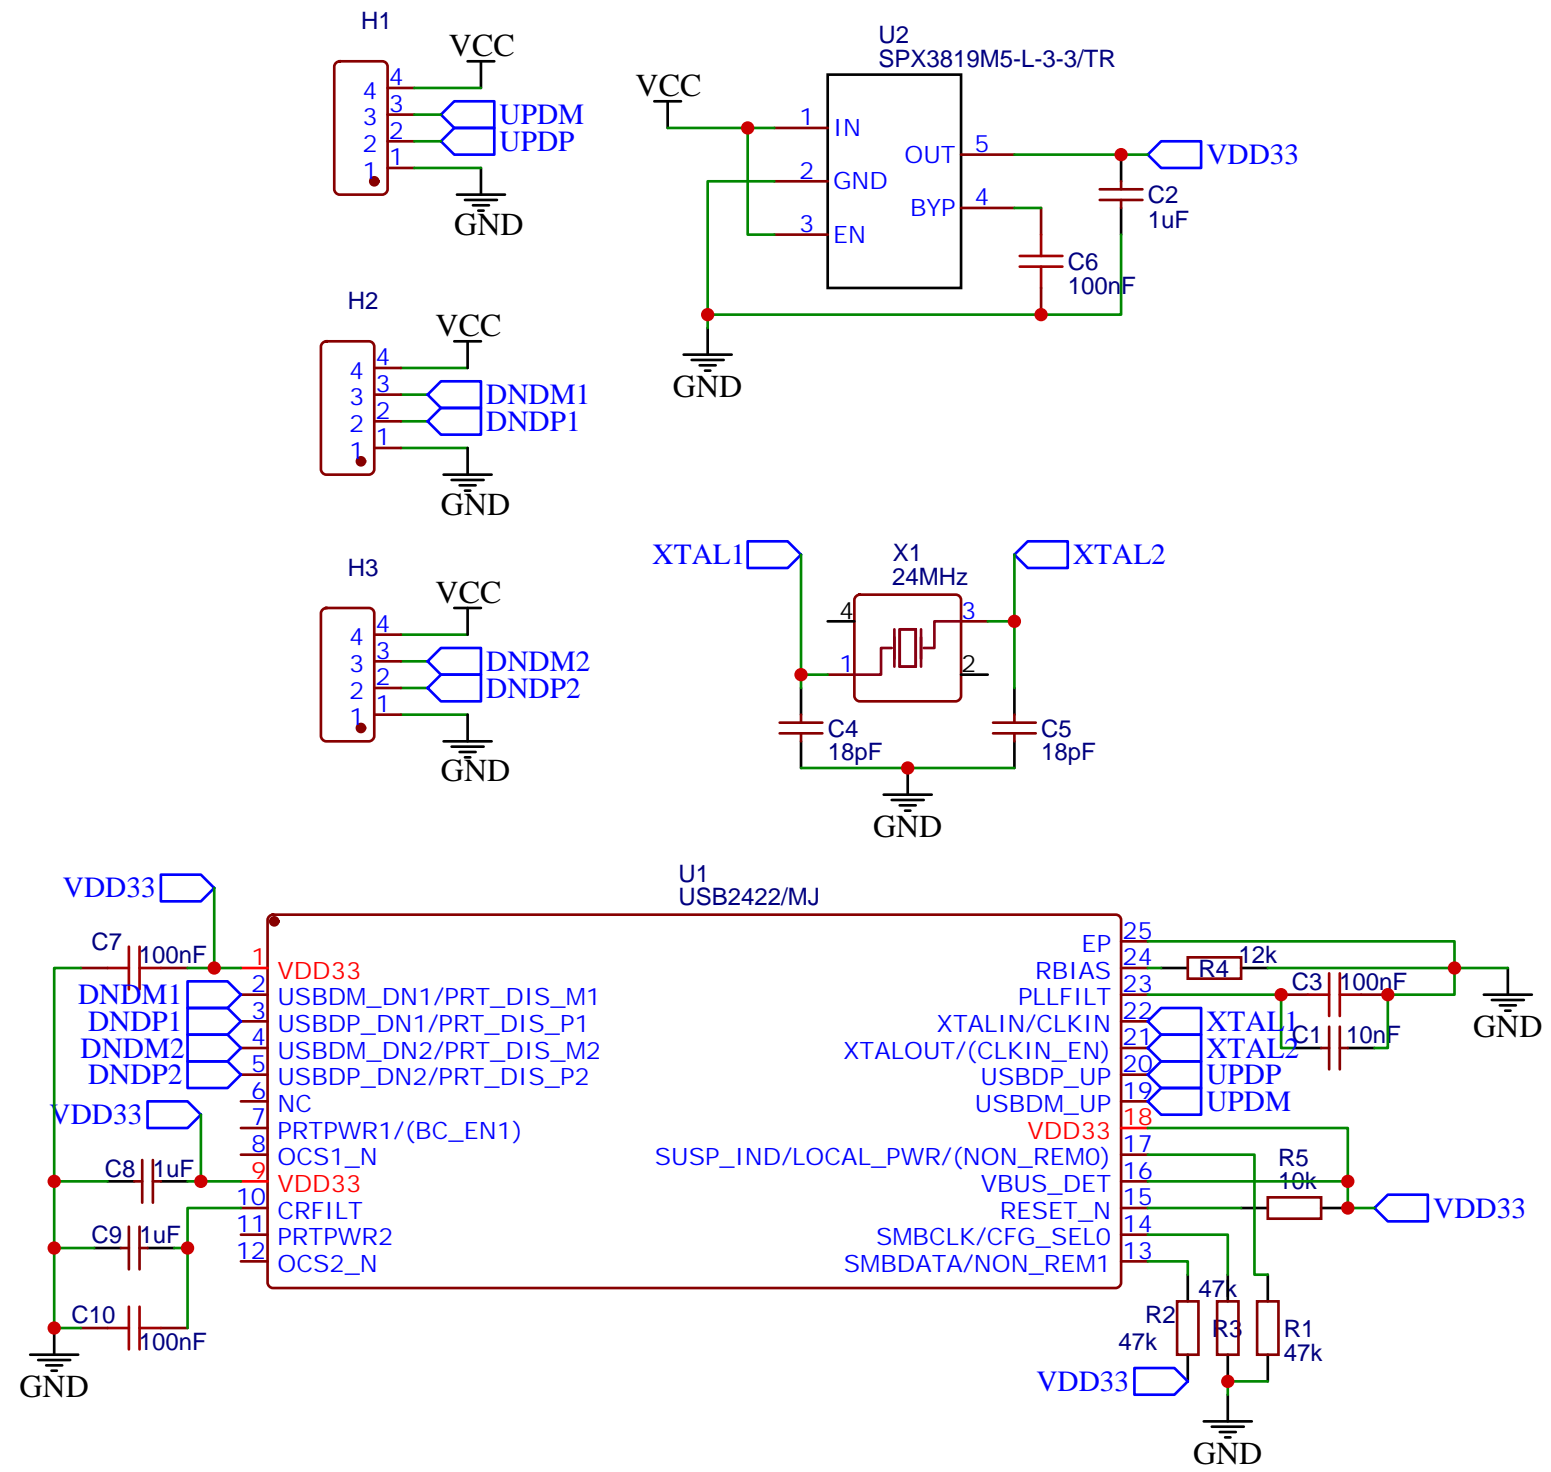 H1
VCC
4 4
3 3 UPDM
2 2 UPDP
1 1
GND
H2
VCC
4 4
3 3 DNDM1
2 2 DNDP1
1 1
GND
H3
VCC
4 4
3 3 DNDM2
2 2 DNDP2
1 1
GND
U2
SPX3819M5-L-3-3/TR
VCC
1 IN
2 GND
3 EN
OUT 5
BYP 4
VDD33
C2
1uF
C6
100nF
GND
XTAL1
X1
24MHz
XTAL2
4 3
1 2
C4
18pF
C5
18pF
GND
U1
USB2422/MJ
VDD33
C7 100nF
1 VDD33
DNDM1 2 USBDM_DN1/PRT_DIS_M1
DNDP1 3 USBDP_DN1/PRT_DIS_P1
DNDM2 4 USBDM_DN2/PRT_DIS_M2
DNDP2 5 USBDP_DN2/PRT_DIS_P2
6 NC
VDD33
7 PRTPWR1/(BC_EN1)
8 OCS1_N
C8 1uF
9 VDD33
10 CRFILT
C9 1uF
11 PRTPWR2
12 OCS2_N
C10
100nF
GND
EP 25
RBIAS 24 R4 12k
PLLFILT 23 C3 100nF
XTALIN/CLKIN 22 XTAL1
XTALOUT/(CLKIN_EN) 21 XTAL2
C1 10nF
GND
USBDP_UP 20 UPDP
USBDM_UP 19 UPDM
VDD33 18
SUSP_IND/LOCAL_PWR/(NON_REM0) 17
VBUS_DET 16
RESET_N 15
R5
10k
VDD33
SMBCLK/CFG_SEL0 14
SMBDATA/NON_REM1 13
R2
47k
47k
R3
R1
47k
VDD33
GND